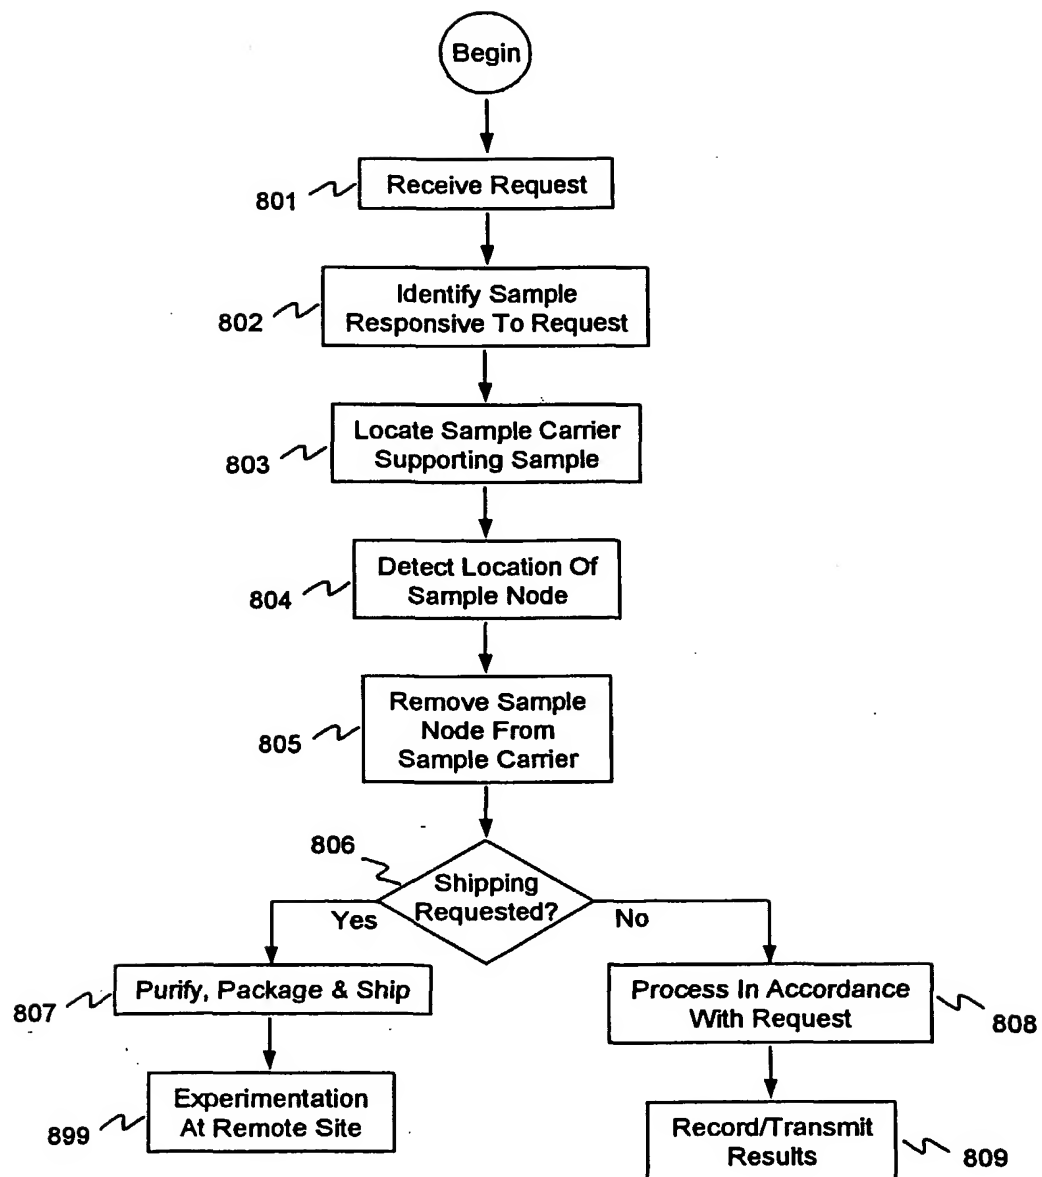 Begin
801
Receive Request
802
Identify Sample
Responsive To Request
803
Locate Sample Carrier
Supporting Sample
804
Detect Location Of
Sample Node
805
Remove Sample
Node From
Sample Carrier
806
Shipping
Requested?
Yes
No
807
Purify, Package & Ship
Process In Accordance
With Request
808
899
Experimentation
At Remote Site
Record/Transmit
Results
809